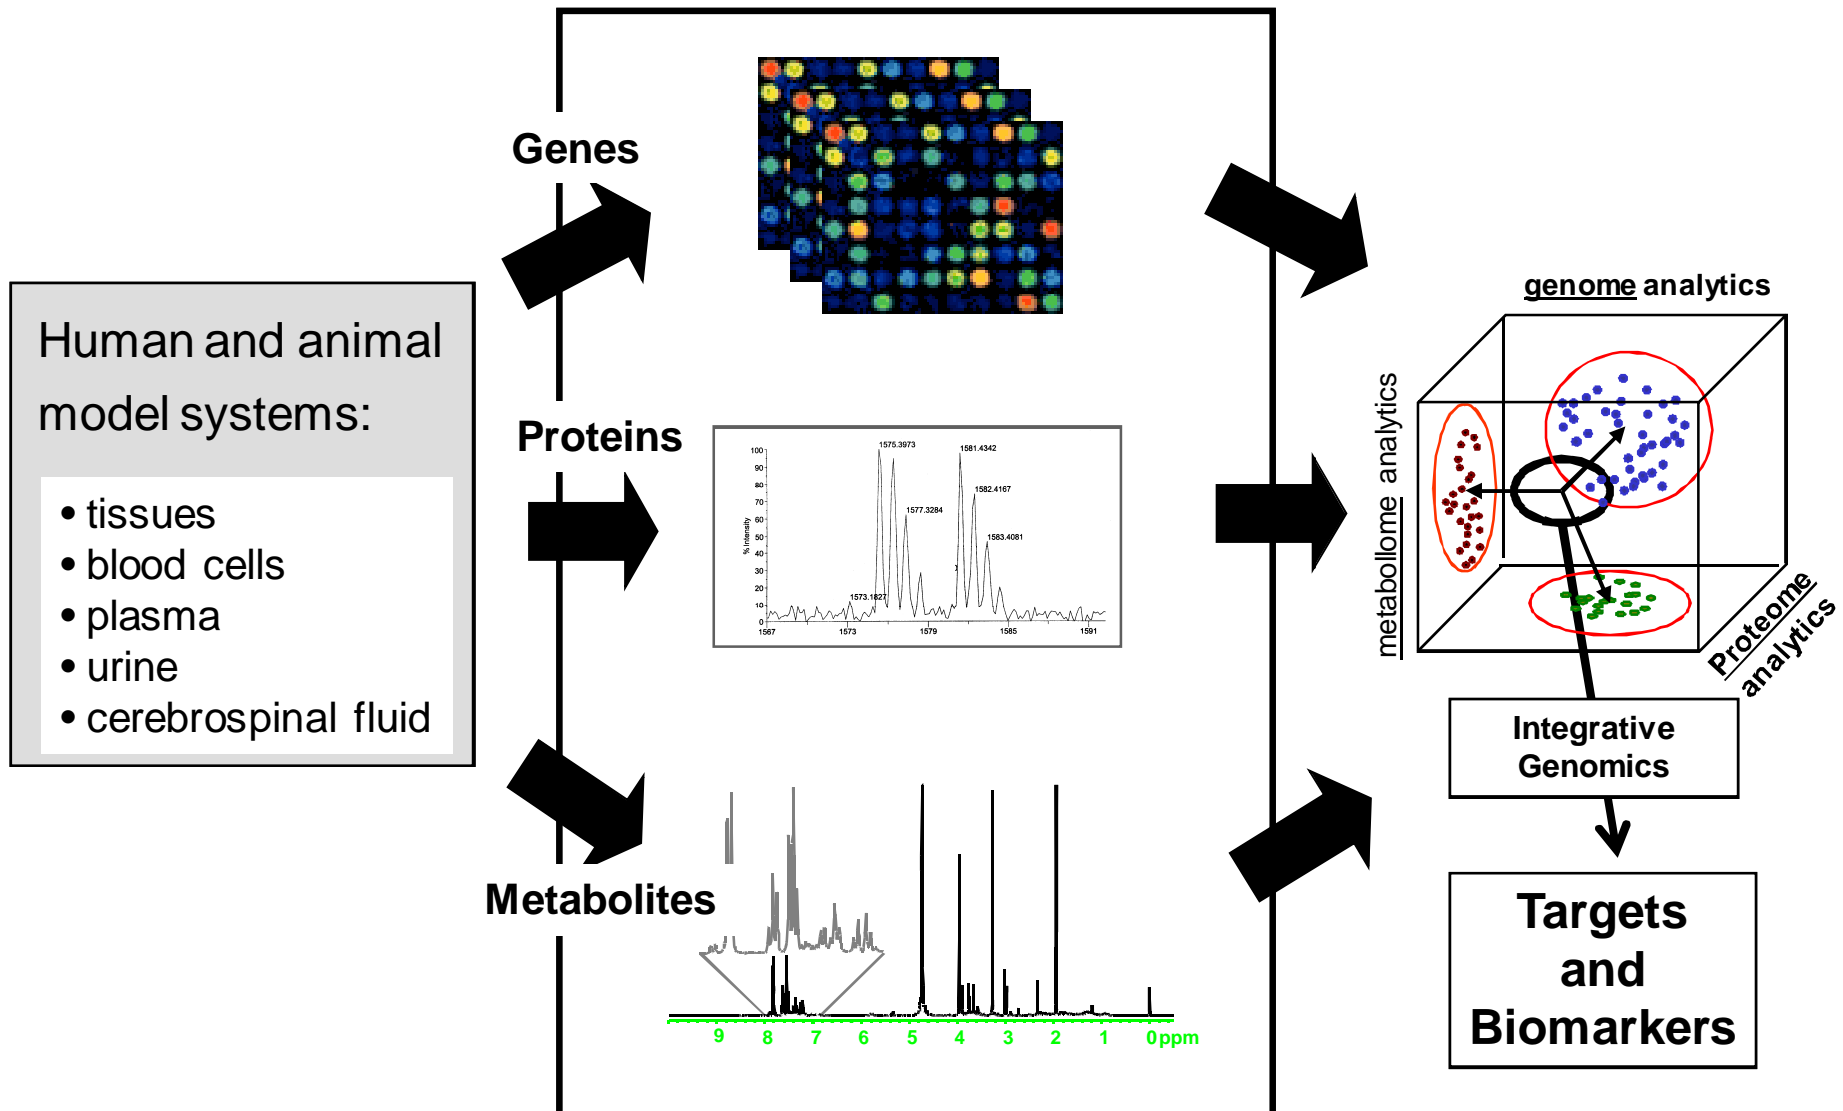 Human and animal
model systems:
• tissues
• blood cells
• plasma
• urine
• cerebrospinal fluid
Genes
Proteins
1575.3973
1581.4342
1582.4167
1577.3284
1583.4081
1573.1827
% Intensity
100
90
80
70
60
50
40
30
20
10
0
1567
1573
1579
1585
1591
Metabolites
9 8 7 6 5 4 3 2 1 0 ppm
genome analytics
metabollome analytics
Proteome
analytics
Integrative
Genomics
Targets
and
Biomarkers